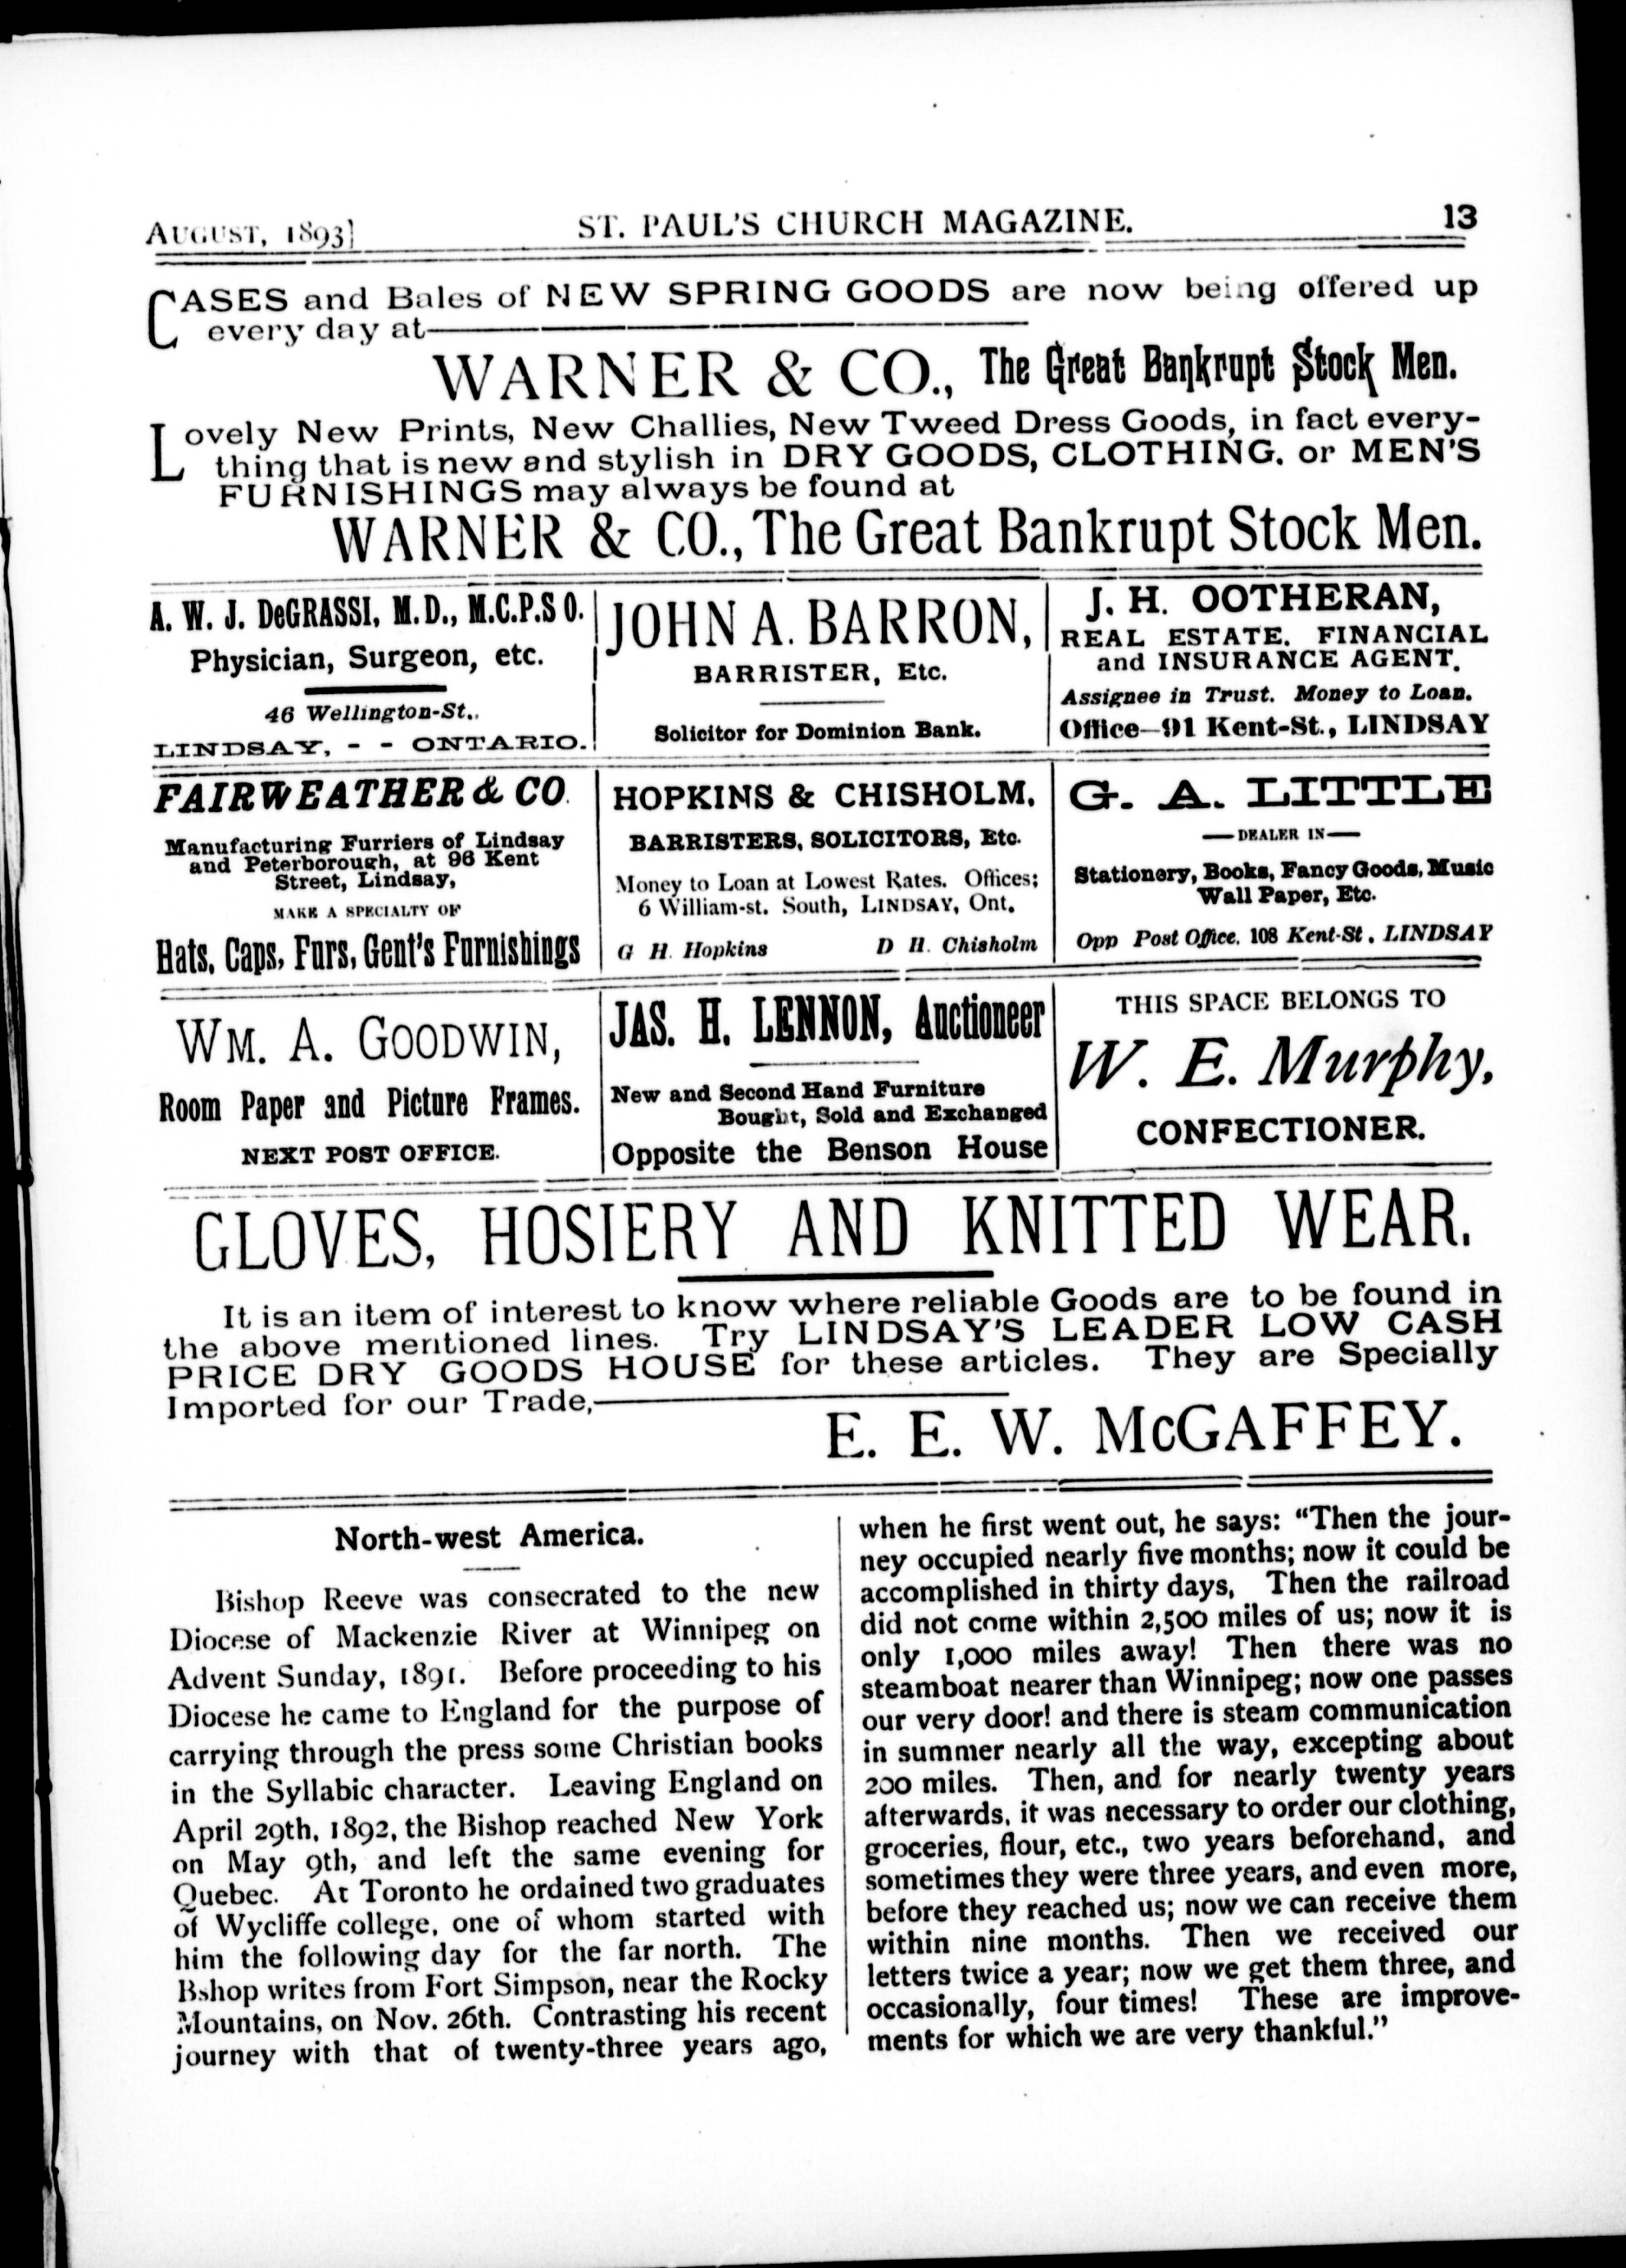 AUGUST, 1893] ST. PAUL'S CHURCH MAGAZINE. 13
CASES and Bales of NEW SPRING GOODS are now being offered up
every day at
WARNER & CO., The Great Bankrupt Stock Men.
Lovely New Prints, New Challies, New Tweed Dress Goods, in fact every-
thing that is new and stylish in DRY GOODS, CLOTHING. or MEN'S
FURNISHINGS may always be found at
WARNER & CO., The Great Bankrupt Stock Men.
A. W. J. DeGRASSI, M.D., M.C.P.S O.
Physician, Surgeon, etc.
46 Wellington-St.,
LINDSAY, - - ONTARIO.
JOHN A. BARRON,
BARRISTER, Etc.
Solicitor for Dominion Bank.
J. H. OOTHERAN,
REAL ESTATE. FINANCIAL
and INSURANCE AGENT.
Assignee in Trust. Money to Loan.
Office—91 Kent-St., LINDSAY
FAIRWEATHER & CO.
Manufacturing Furriers of Lindsay
and Peterborough, at 96 Kent
Street, Lindsay,
MAKE A SPECIALTY OF
Hats, Caps, Furs, Gent's Furnishings
HOPKINS & CHISHOLM,
BARRISTERS, SOLICITORS, Etc.
Money to Loan at Lowest Rates. Offices;
6 William-st. South, LINDSAY, Ont.
G H. Hopkins D H. Chisholm
G. A. LITTLE
—DEALER IN—
Stationery, Books, Fancy Goods, Music
Wall Paper, Etc.
Opp Post Office. 108 Kent-St, LINDSAY
WM. A. GOODWIN,
Room Paper and Picture Frames.
NEXT POST OFFICE.
JAS. H. LENNON, Auctioneer
New and Second Hand Furniture
Bought, Sold and Exchanged
Opposite the Benson House
THIS SPACE BELONGS TO
W. E. Murphy,
CONFECTIONER.
GLOVES, HOSIERY AND KNITTED WEAR.
It is an item of interest to know where reliable Goods are to be found in
the above mentioned lines. Try LINDSAY'S LEADER LOW CASH
PRICE DRY GOODS HOUSE for these articles. They are Specially
Imported for our Trade,
E. E. W. McGAFFEY.
North-west America.
Bishop Reeve was consecrated to the new
Diocese of Mackenzie River at Winnipeg on
Advent Sunday, 1891. Before proceeding to his
Diocese he came to England for the purpose of
carrying through the press some Christian books
in the Syllabic character. Leaving England on
April 29th, 1892, the Bishop reached New York
on May 9th, and left the same evening for
Quebec. At Toronto he ordained two graduates
of Wycliffe college, one of whom started with
him the following day for the far north. The
Bshop writes from Fort Simpson, near the Rocky
Mountains, on Nov. 26th. Contrasting his recent
journey with that of twenty-three years ago,
when he first went out, he says: "Then the jour-
ney occupied nearly five months; now it could be
accomplished in thirty days, Then the railroad
did not come within 2,500 miles of us; now it is
only 1,000 miles away! Then there was no
steamboat nearer than Winnipeg; now one passes
our very door! and there is steam communication
in summer nearly all the way, excepting about
200 miles. Then, and for nearly twenty years
afterwards, it was necessary to order our clothing,
groceries, flour, etc., two years beforehand, and
sometimes they were three years, and even more,
before they reached us; now we can receive them
within nine months. Then we received our
letters twice a year; now we get them three, and
occasionally, four times! These are improve-
ments for which we are very thankful."